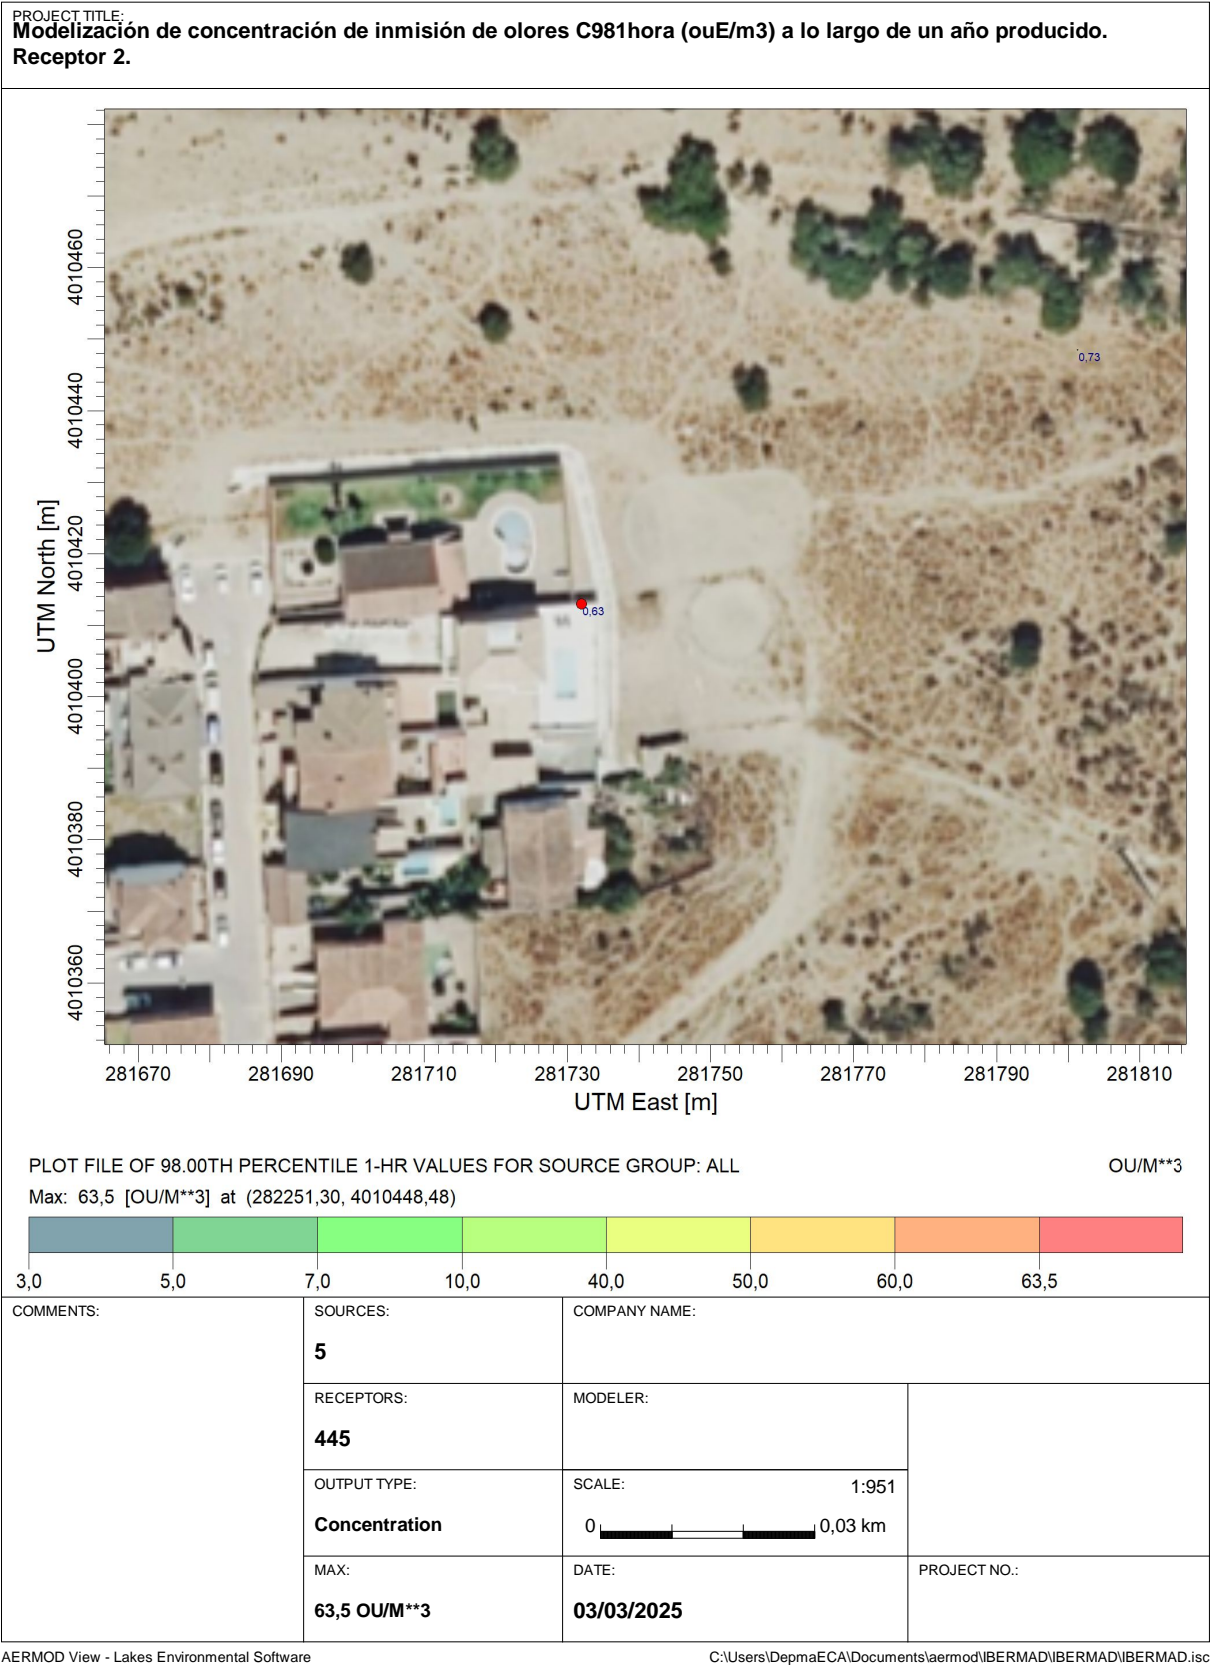 PROJECT TITLE:
Modelización de concentración de inmisión de olores C981hora (ouE/m3) a lo largo de un año producido.
Receptor 2.
UTM North [m]
4010460
4010440
4010420
4010400
4010380
4010360
0,73
0,63
281670 281690 281710 281730 281750 281770 281790 281810
UTM East [m]
PLOT FILE OF 98.00TH PERCENTILE 1-HR VALUES FOR SOURCE GROUP: ALL OU/M**3
Max: 63,5 [OU/M**3] at (282251,30, 4010448,48)
3,0 5,0 7,0 10,0 40,0 50,0 60,0 63,5
COMMENTS:
SOURCES:
5
COMPANY NAME:
RECEPTORS:
445
MODELER:
OUTPUT TYPE:
Concentration
SCALE: 1:951
0 0,03 km
MAX:
63,5 OU/M**3
DATE:
03/03/2025
PROJECT NO.:
AERMOD View - Lakes Environmental Software C:\Users\DepmaECA\Documents\aermod\IBERMAD\IBERMAD\IBERMAD.isc